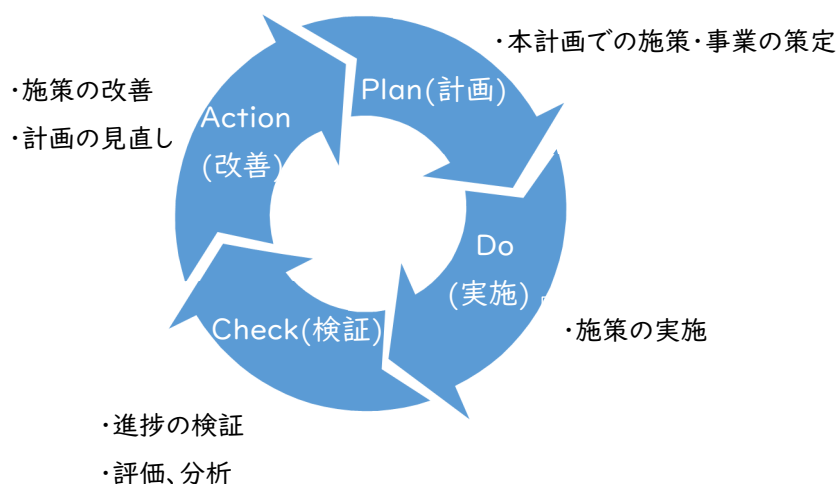 ・本計画での施策・事業の策定
Plan(計画)
・施策の改善
・計画の見直し
Action
(改善)
Do
(実施)
・施策の実施
Check(検証)
・進捗の検証
・評価、分析